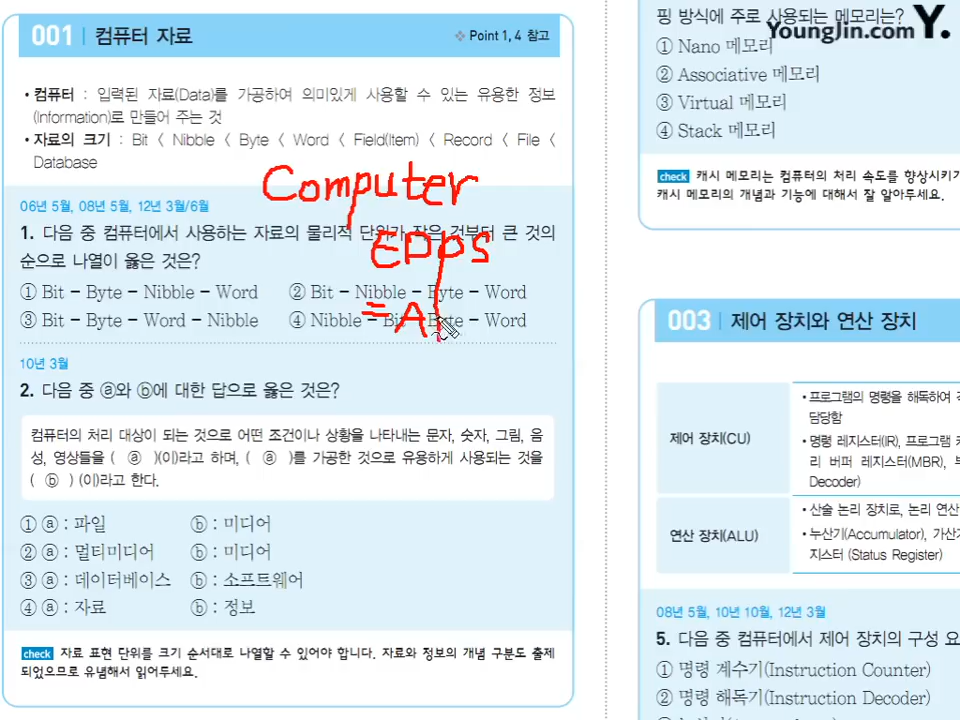 001 컴퓨터 자료
※ Point 1, 4 참고
• 컴퓨터 : 입력된 자료(Data)를 가공하여 의미있게 사용할 수 있는 유용한 정보
(Information)로 만들어 주는 것
• 자료의 크기 : Bit < Nibble < Byte < Word < Field(Item) < Record < File <
Database
Computer
06년 5월, 08년 5월, 12년 3월/6월
1. 다음 중 컴퓨터에서 사용하는 자료의 물리적 단위가 작은 것부터 큰 것의
순으로 나열이 옳은 것은?
EDPS
① Bit - Byte - Nibble - Word ② Bit - Nibble - Byte - Word
= A
③ Bit - Byte - Word - Nibble ④ Nibble - Bit - Byte - Word
10년 3월
2. 다음 중 ⓐ와 ⓑ에 대한 답으로 옳은 것은?
컴퓨터의 처리 대상이 되는 것으로 어떤 조건이나 상황을 나타내는 문자, 숫자, 그림, 음
성, 영상들을 ( ⓐ )(이)라고 하며, ( ⓐ )를 가공한 것으로 유용하게 사용되는 것을
( ⓑ ) (이)라고 한다.
① ⓐ : 파일 ⓑ : 미디어
② ⓐ : 멀티미디어 ⓑ : 미디어
③ ⓐ : 데이터베이스 ⓑ : 소프트웨어
④ ⓐ : 자료 ⓑ : 정보
check 자료 표현 단위를 크기 순서대로 나열할 수 있어야 합니다. 자료와 정보의 개념 구분도 출제
되었으므로 유념해서 읽어두세요.
핑 방식에 주로 사용되는 메모리는?
YoungJin.com Y.
① Nano 메모리
② Associative 메모리
③ Virtual 메모리
④ Stack 메모리
check 캐시 메모리는 컴퓨터의 처리 속도를 향상시키기
캐시 메모리의 개념과 기능에 대해서 잘 알아두세요.
003 제어 장치와 연산 장치
제어 장치(CU)
• 프로그램의 명령을 해독하여
담당함
• 명령 레지스터(IR), 프로그램
리 버퍼 레지스터(MBR),
Decoder)
연산 장치(ALU)
• 산술 논리 장치로, 논리 연산
• 누산기(Accumulator), 가산기
지스터 (Status Register)
08년 5월, 10년 10월, 12년 3월
5. 다음 중 컴퓨터에서 제어 장치의 구성 요
① 명령 계수기(Instruction Counter)
② 명령 해독기(Instruction Decoder)